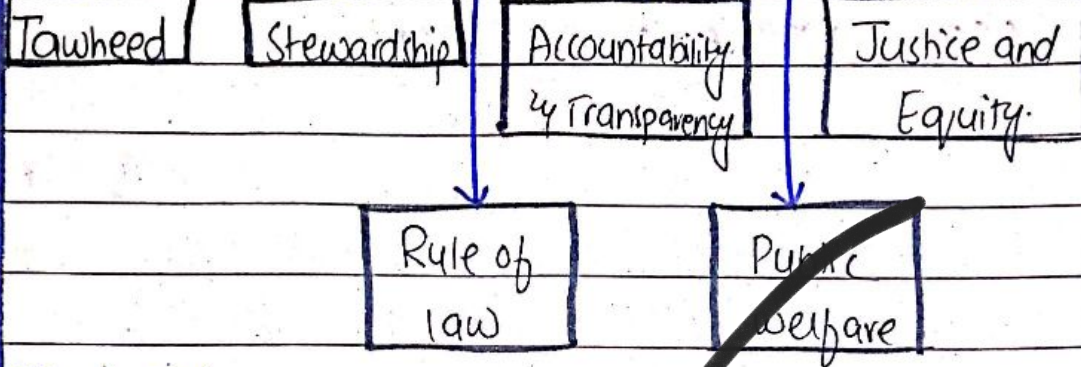 Tawheed
Stewardship
Accountability
& Transparency
Justice and
Equity.
Rule of
law
Public
welfare